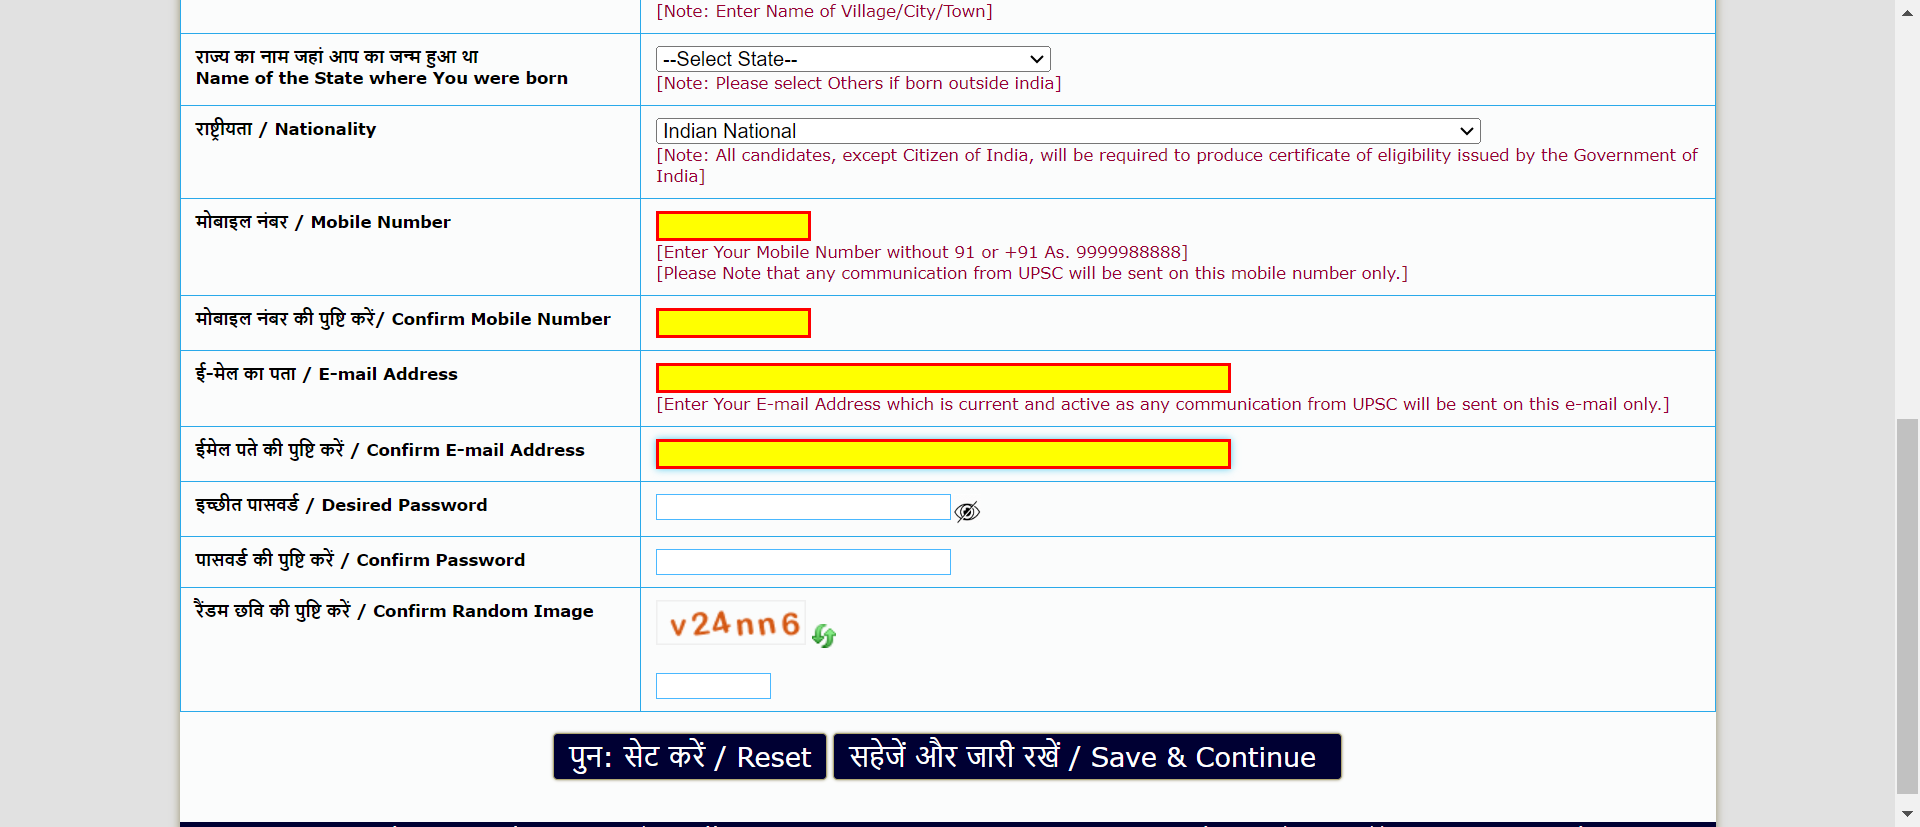 [Note: Enter Name of Village/City/Town]
राज्य का नाम जहां आप का जन्म हुआ था
Name of the State where You were born
--Select State--
[Note: Please select Others if born outside india]
राष्ट्रीयता / Nationality
Indian National
[Note: All candidates, except Citizen of India, will be required to produce certificate of eligibility issued by the Government of
India]
मोबाइल नंबर / Mobile Number
[Enter Your Mobile Number without 91 or +91 As. 9999988888]
[Please Note that any communication from UPSC will be sent on this mobile number only.]
मोबाइल नंबर की पुष्टि करें/ Confirm Mobile Number
ई-मेल का पता / E-mail Address
[Enter Your E-mail Address which is current and active as any communication from UPSC will be sent on this e-mail only.]
ईमेल पते की पुष्टि करें / Confirm E-mail Address
इच्छीत पासवर्ड / Desired Password
पासवर्ड की पुष्टि करें / Confirm Password
रैंडम छवि की पुष्टि करें / Confirm Random Image
v24nn6
पुन: सेट करें / Reset
सहेजें और जारी रखें / Save & Continue